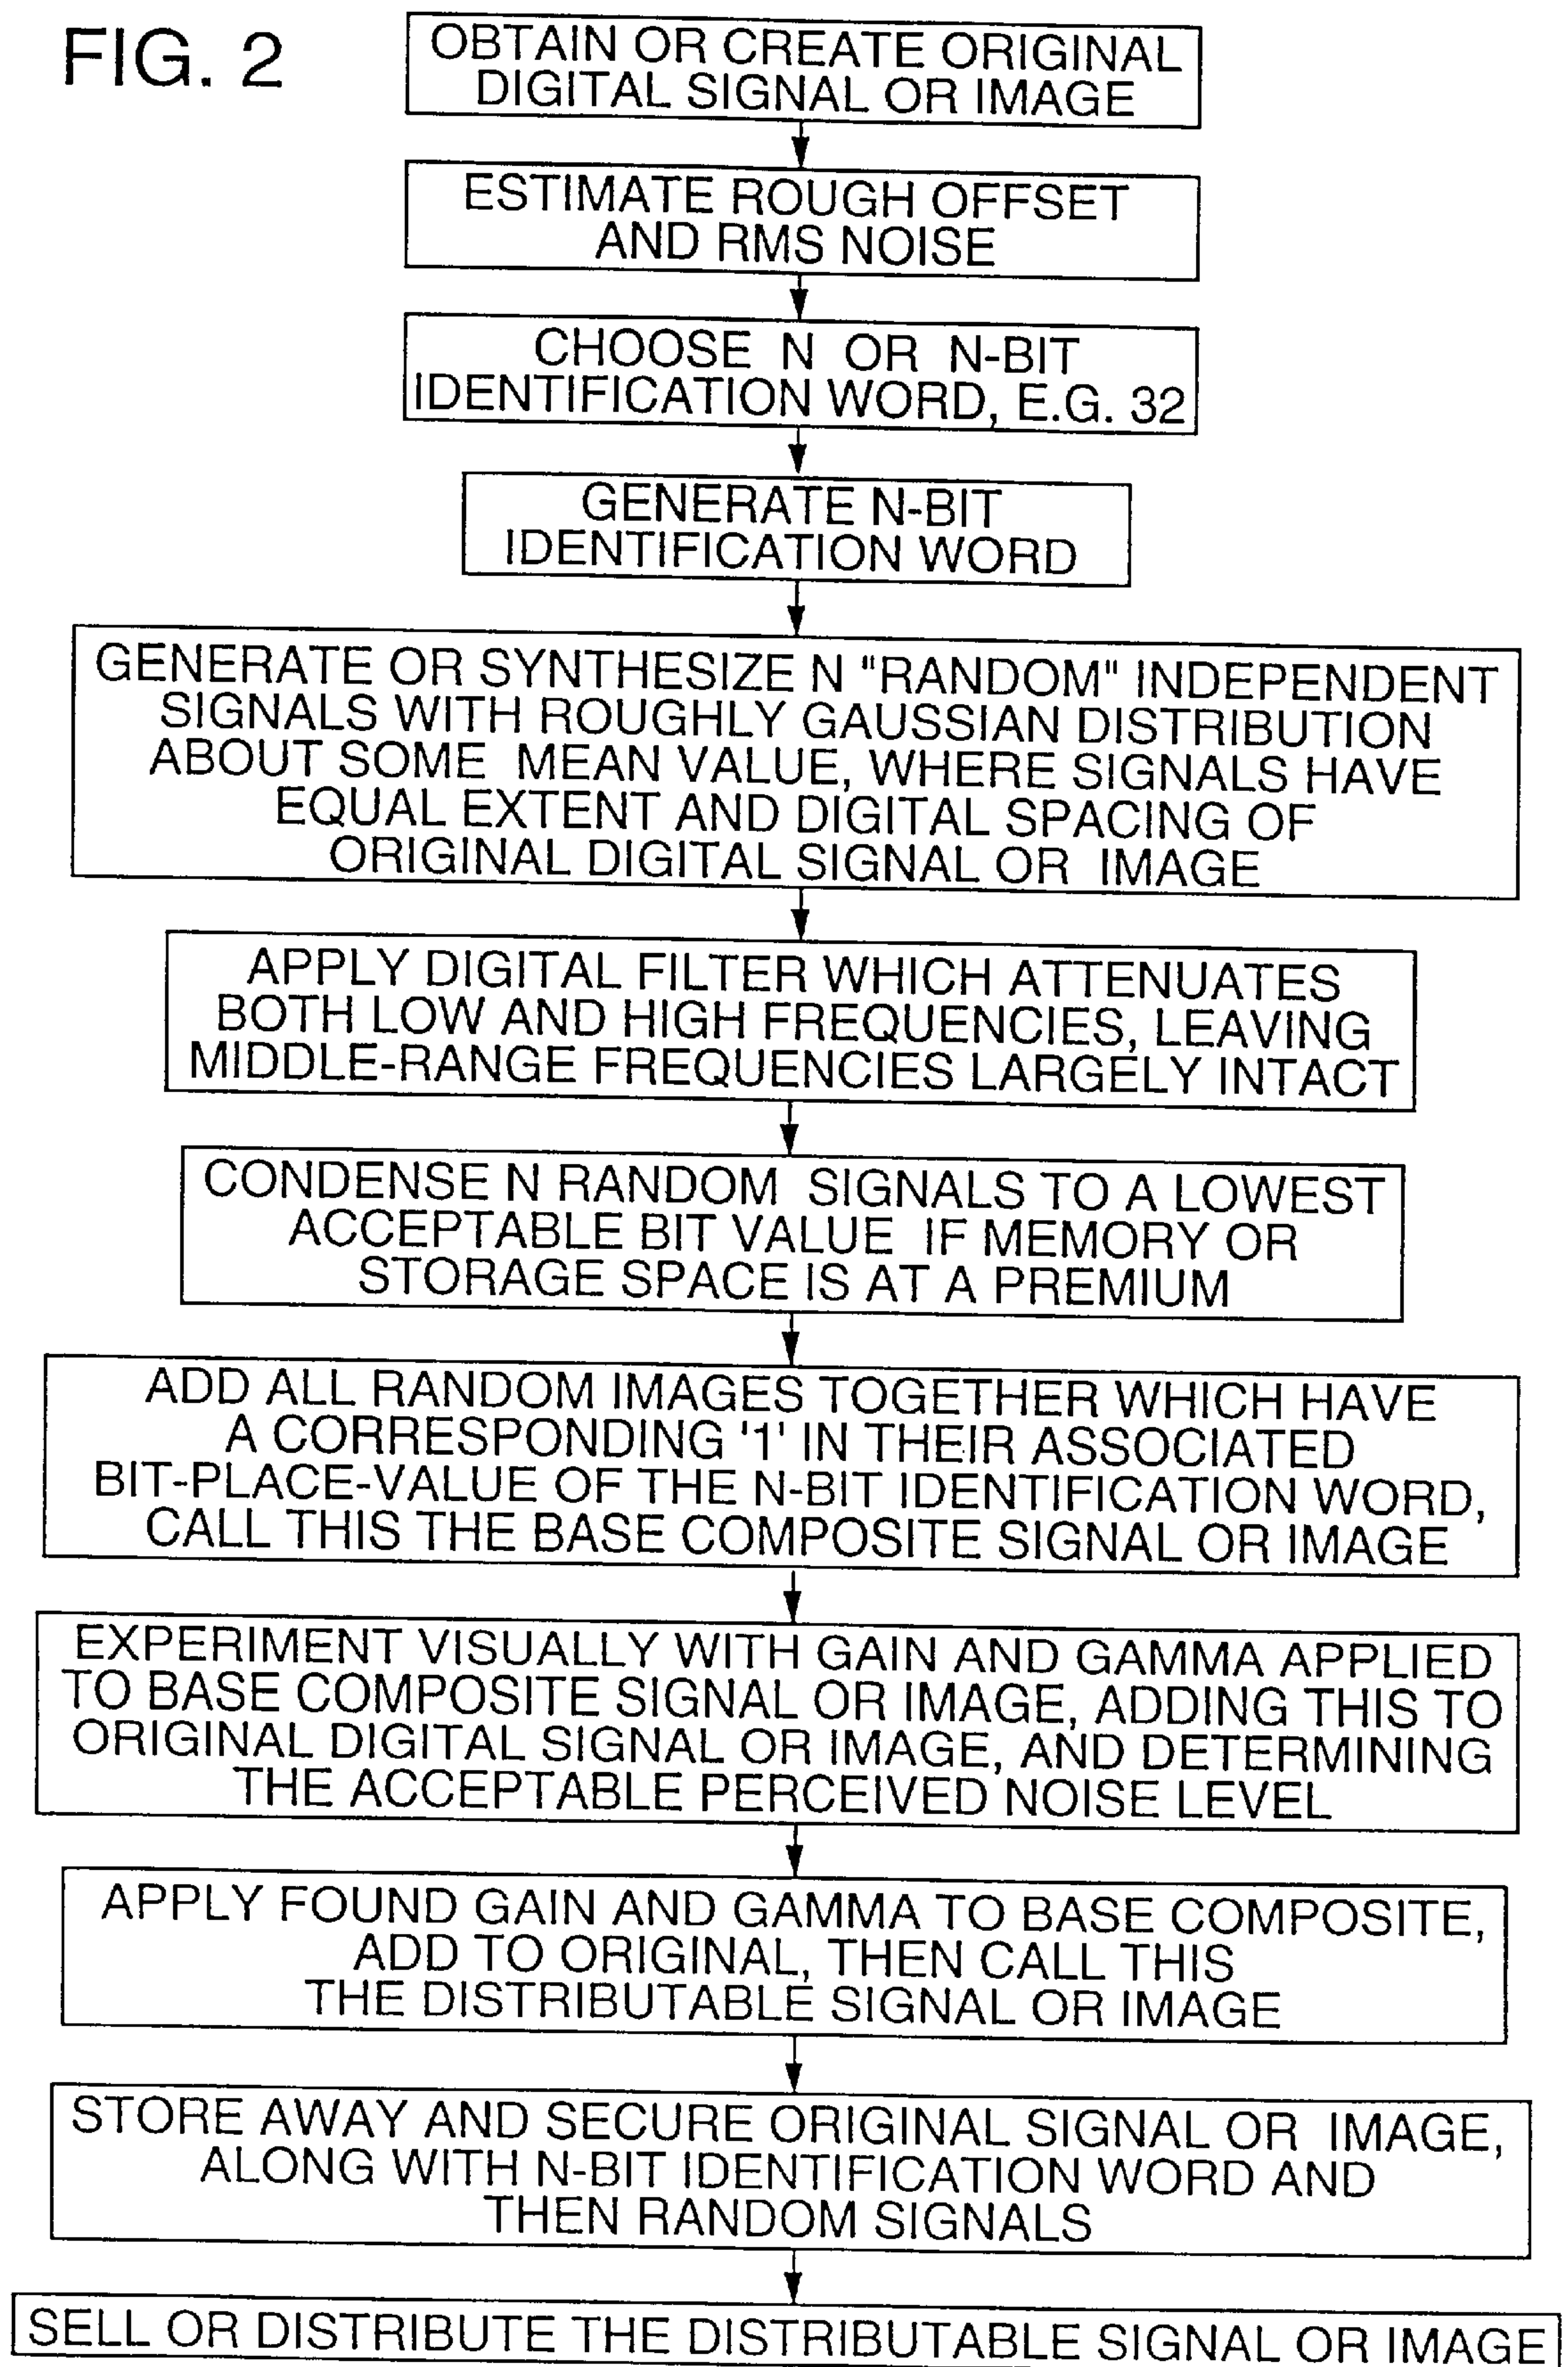 FIG. 2
OBTAIN OR CREATE ORIGINAL
DIGITAL SIGNAL OR IMAGE
ESTIMATE ROUGH OFFSET
AND RMS NOISE
CHOOSE N OR N-BIT
IDENTIFICATION WORD, E.G. 32
GENERATE N-BIT
IDENTIFICATION WORD
GENERATE OR SYNTHESIZE N "RANDOM" INDEPENDENT
SIGNALS WITH ROUGHLY GAUSSIAN DISTRIBUTION
ABOUT SOME MEAN VALUE, WHERE SIGNALS HAVE
EQUAL EXTENT AND DIGITAL SPACING OF
ORIGINAL DIGITAL SIGNAL OR IMAGE
APPLY DIGITAL FILTER WHICH ATTENUATES
BOTH LOW AND HIGH FREQUENCIES, LEAVING
MIDDLE-RANGE FREQUENCIES LARGELY INTACT
CONDENSE N RANDOM SIGNALS TO A LOWEST
ACCEPTABLE BIT VALUE IF MEMORY OR
STORAGE SPACE IS AT A PREMIUM
ADD ALL RANDOM IMAGES TOGETHER WHICH HAVE
A CORRESPONDING '1' IN THEIR ASSOCIATED
BIT-PLACE-VALUE OF THE N-BIT IDENTIFICATION WORD,
CALL THIS THE BASE COMPOSITE SIGNAL OR IMAGE
EXPERIMENT VISUALLY WITH GAIN AND GAMMA APPLIED
TO BASE COMPOSITE SIGNAL OR IMAGE, ADDING THIS TO
ORIGINAL DIGITAL SIGNAL OR IMAGE, AND DETERMINING
THE ACCEPTABLE PERCEIVED NOISE LEVEL
APPLY FOUND GAIN AND GAMMA TO BASE COMPOSITE,
ADD TO ORIGINAL, THEN CALL THIS
THE DISTRIBUTABLE SIGNAL OR IMAGE
STORE AWAY AND SECURE ORIGINAL SIGNAL OR IMAGE,
ALONG WITH N-BIT IDENTIFICATION WORD AND
THEN RANDOM SIGNALS
SELL OR DISTRIBUTE THE DISTRIBUTABLE SIGNAL OR IMAGE